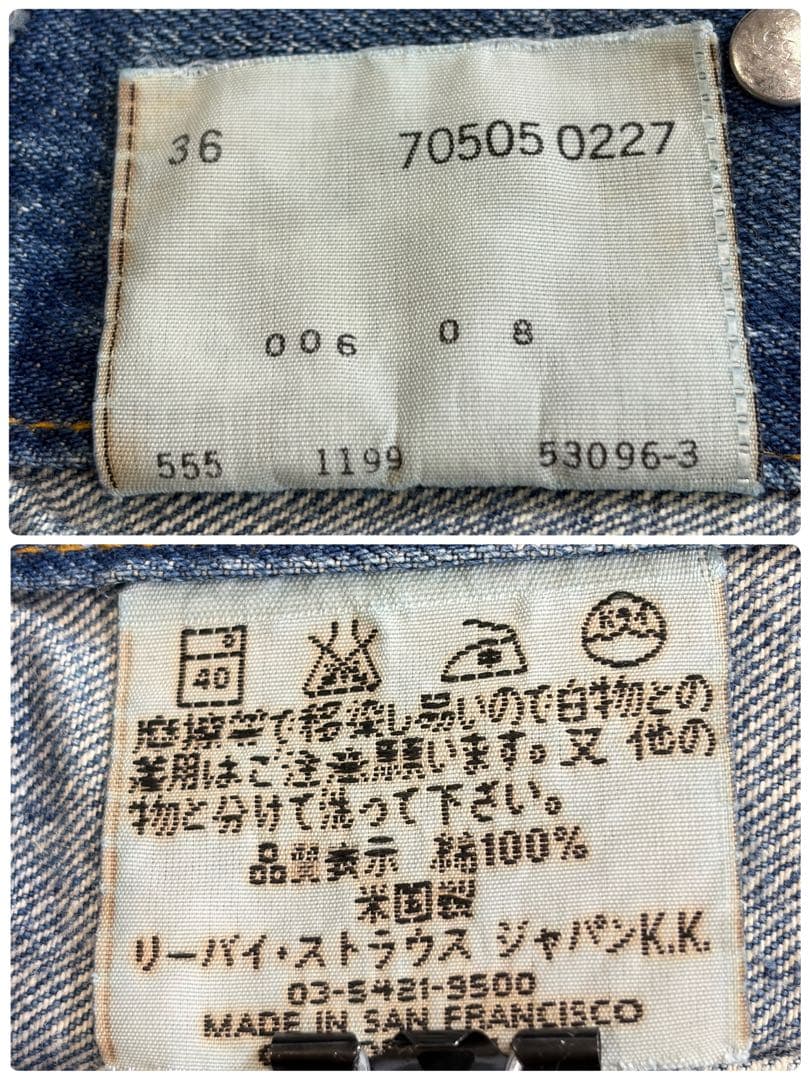 36 70505 0227
006 0 8
555 1199 53096-3
40
摩擦等で移染し易いので白物との
着用はご注意願います。又 他の
物と分けて洗って下さい。
品質表示 綿100%
米国製
リーバイ・ストラウス ジャパンK.K.
03-5421-9500
MADE IN SAN FRANCISCO